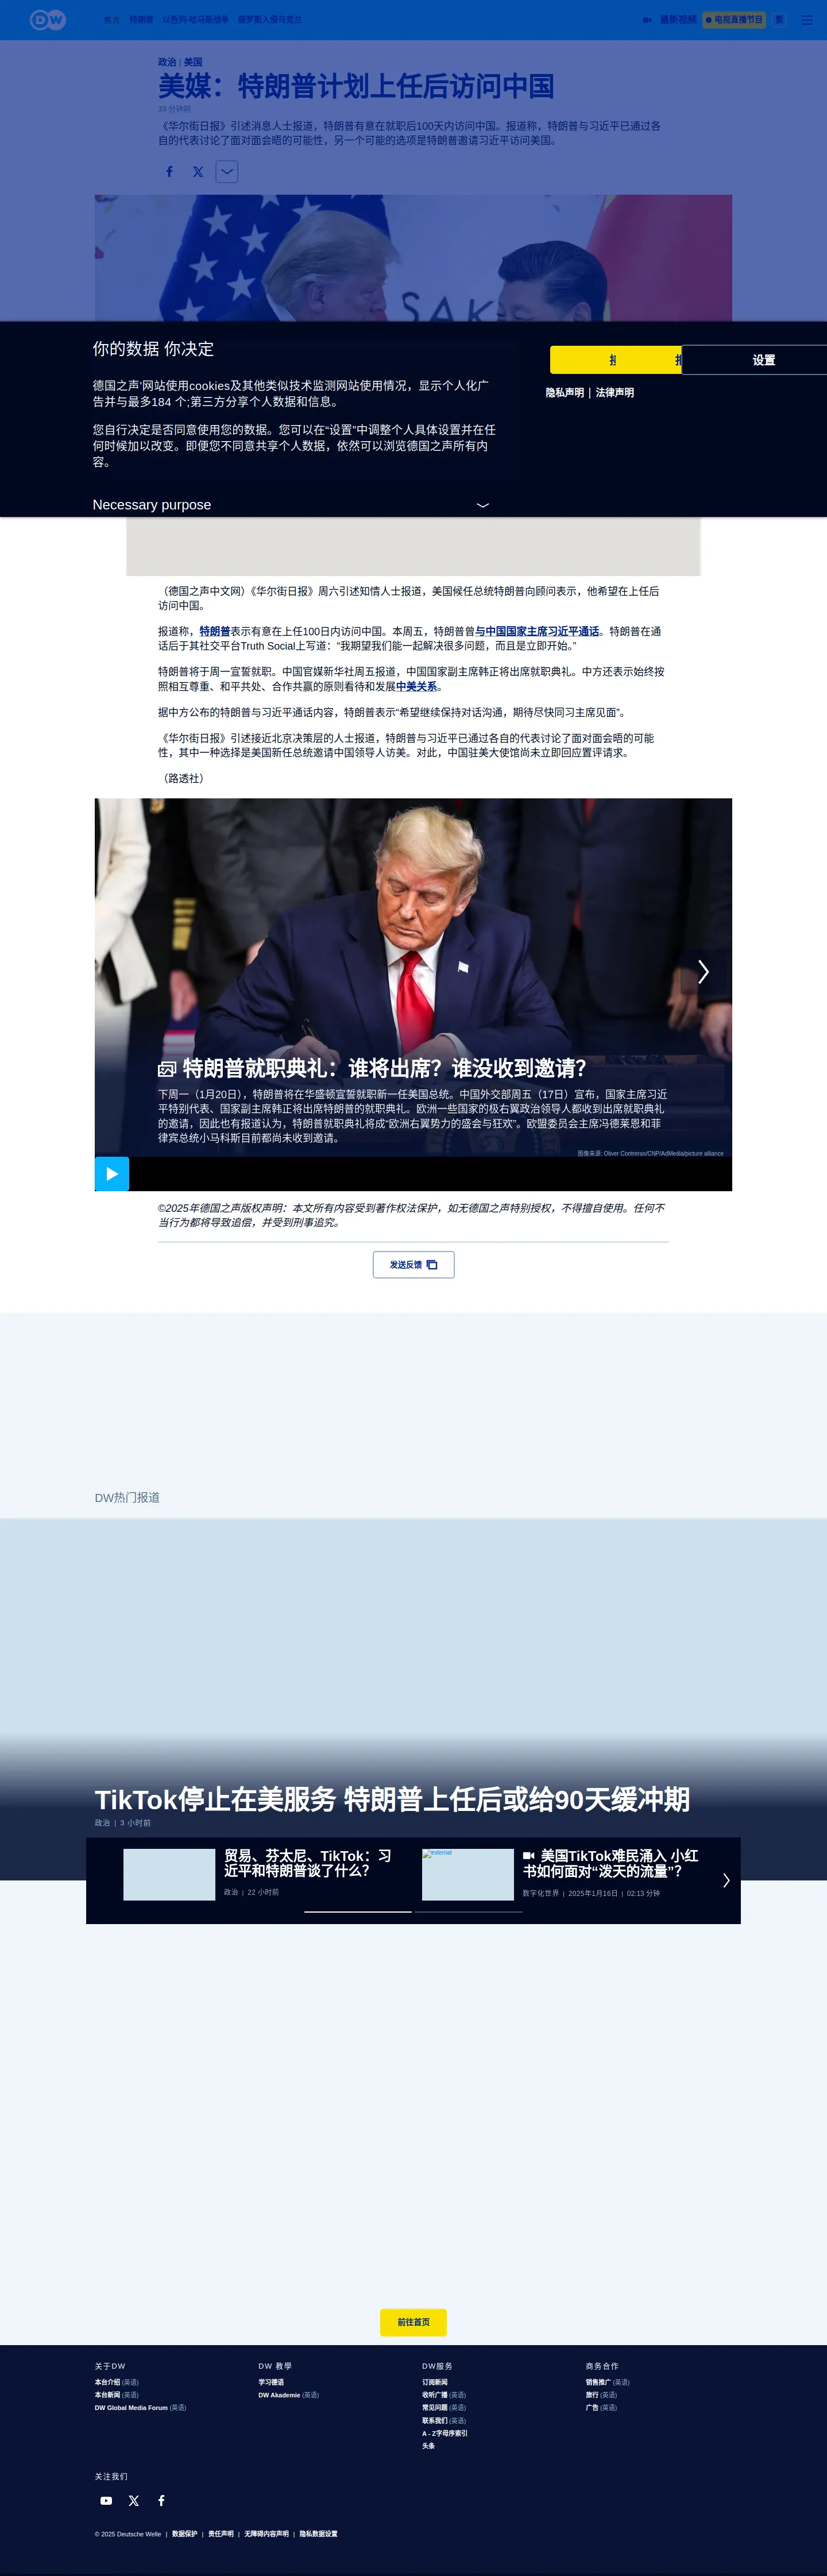 DW
焦点 特朗普 以色列-哈马斯战争 俄罗斯入侵乌克兰
最新视频 电视直播节目 繁
政治 | 美国
美媒：特朗普计划上任后访问中国
33 分钟前
《华尔街日报》引述消息人士报道，特朗普有意在就职后100天内访问中国。报道称，特朗普与习近平已通过各
自的代表讨论了面对面会晤的可能性，另一个可能的选项是特朗普邀请习近平访问美国。
SAK
你的数据 你决定
德国之声'网站使用cookies及其他类似技术监测网站使用情况，显示个人化广
告并与最多184 个;第三方分享个人数据和信息。
您自行决定是否同意使用您的数据。您可以在“设置”中调整个人具体设置并在任
何时候加以改变。即便您不同意共享个人数据，依然可以浏览德国之声所有内
容。
Necessary purpose
设置
隐私声明 | 法律声明
（德国之声中文网）《华尔街日报》周六引述知情人士报道，美国候任总统特朗普向顾问表示，他希望在上任后
访问中国。
报道称，特朗普表示有意在上任100日内访问中国。本周五，特朗普曾与中国国家主席习近平通话。特朗普在通
话后于其社交平台Truth Social上写道：“我期望我们能一起解决很多问题，而且是立即开始。”
特朗普将于周一宣誓就职。中国官媒新华社周五报道，中国国家副主席韩正将出席就职典礼。中方还表示始终按
照相互尊重、和平共处、合作共赢的原则看待和发展中美关系。
据中方公布的特朗普与习近平通话内容，特朗普表示“希望继续保持对话沟通，期待尽快同习主席见面”。
《华尔街日报》引述接近北京决策层的人士报道，特朗普与习近平已通过各自的代表讨论了面对面会晤的可能
性，其中一种选择是美国新任总统邀请中国领导人访美。对此，中国驻美大使馆尚未立即回应置评请求。
（路透社）
特朗普就职典礼：谁将出席？谁没收到邀请？
下周一（1月20日），特朗普将在华盛顿宣誓就职新一任美国总统。中国外交部周五（17日）宣布，国家主席习近
平特别代表、国家副主席韩正将出席特朗普的就职典礼。欧洲一些国家的极右翼政治领导人都收到出席就职典礼
的邀请，因此也有报道认为，特朗普就职典礼将成“欧洲右翼势力的盛会与狂欢”。欧盟委员会主席冯德莱恩和菲
律宾总统小马科斯目前都尚未收到邀请。
图像来源: Oliver Contreras/CNP/AdMedia/picture alliance
©2025年德国之声版权声明：本文所有内容受到著作权法保护，如无德国之声特别授权，不得擅自使用。任何不
当行为都将导致追偿，并受到刑事追究。
发送反馈
DW热门报道
TikTok停止在美服务 特朗普上任后或给90天缓冲期
政治 | 3 小时前
贸易、芬太尼、TikTok：习
近平和特朗普谈了什么？
政治 | 22 小时前
external
美国TikTok难民涌入 小红
书如何面对“泼天的流量”？
数字化世界 | 2025年1月16日 | 02:13 分钟
前往首页
关于DW
本台介绍 (英语)
本台新闻 (英语)
DW Global Media Forum (英语)
DW 教學
学习德语
DW Akademie (英语)
DW服务
订阅新闻
收听广播 (英语)
常见问题 (英语)
联系我们 (英语)
A - Z字母序索引
头条
商务合作
销售推广 (英语)
旅行 (英语)
广告 (英语)
关注我们
© 2025 Deutsche Welle | 数据保护 | 责任声明 | 无障碍内容声明 | 隐私数据设置